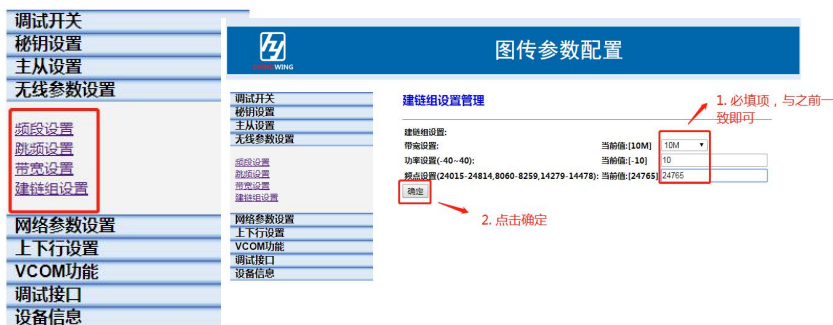 调试开关
秘钥设置
主从设置
无线参数设置
频段设置
跳频设置
带宽设置
建链组设置
网络参数设置
上下行设置
VCOM功能
调试接口
设备信息
WING
图传参数配置
调试开关
秘钥设置
主从设置
无线参数设置
频段设置
跳频设置
带宽设置
建链组设置
网络参数设置
上下行设置
VCOM功能
调试接口
设备信息
建链组设置管理
建链组设置:
带宽设置: 当前值:[10M] 10M
功率设置(-40~40): 当前值:[-10] 10
频点设置(24015-24814,8060-8259,14279-14478): 当前值:[24765] 24765
确定
1. 必填项，与之前一
致即可
2. 点击确定